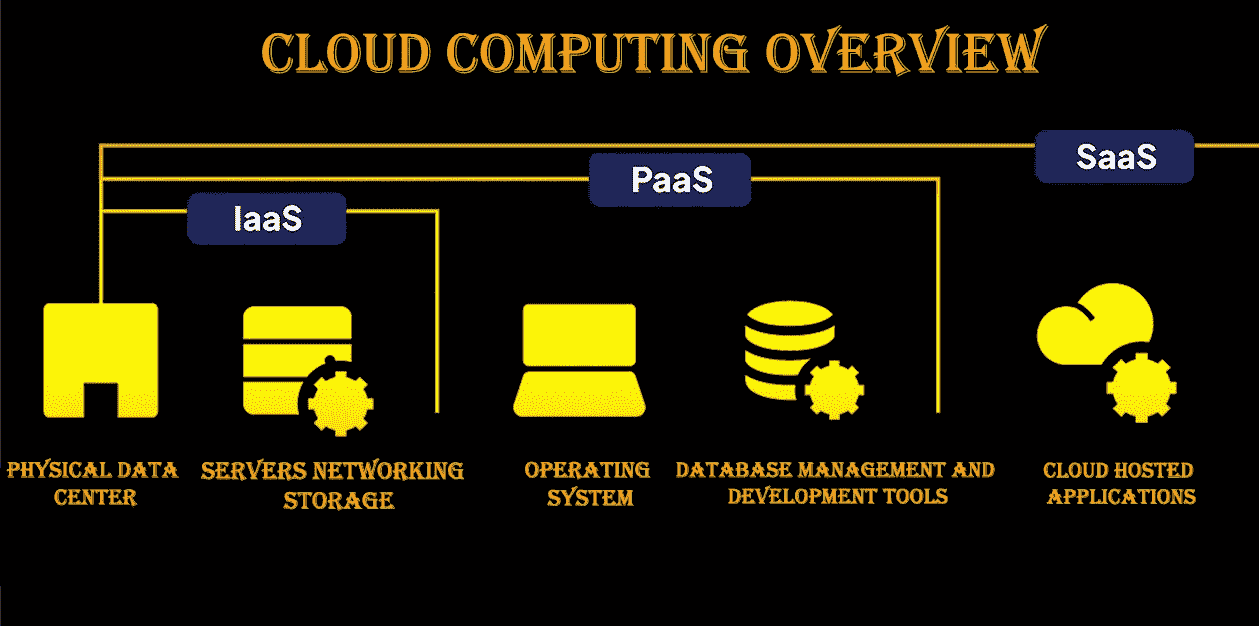 CLOUD COMPUTING OVERVIEW
SaaS
PaaS
IaaS
PHYSICAL DATA
CENTER
SERVERS NETWORKING
STORAGE
OPERATING
SYSTEM
DATABASE MANAGEMENT AND
DEVELOPMENT TOOLS
CLOUD HOSTED
APPLICATIONS